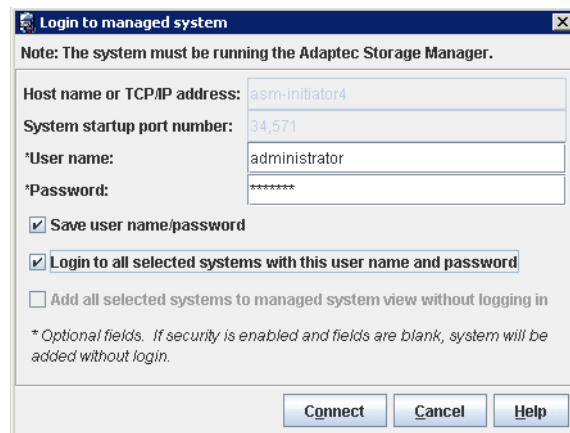 Login to managed system
Note: The system must be running the Adaptec Storage Manager.
Host name or TCP/IP address: asm-initiator4
System startup port number: 34,571
*User name: administrator
*Password: *******
Save user name/password
Login to all selected systems with this user name and password
Add all selected systems to managed system view without logging in
* Optional fields. If security is enabled and fields are blank, system will be
added without login.
Connect Cancel Help